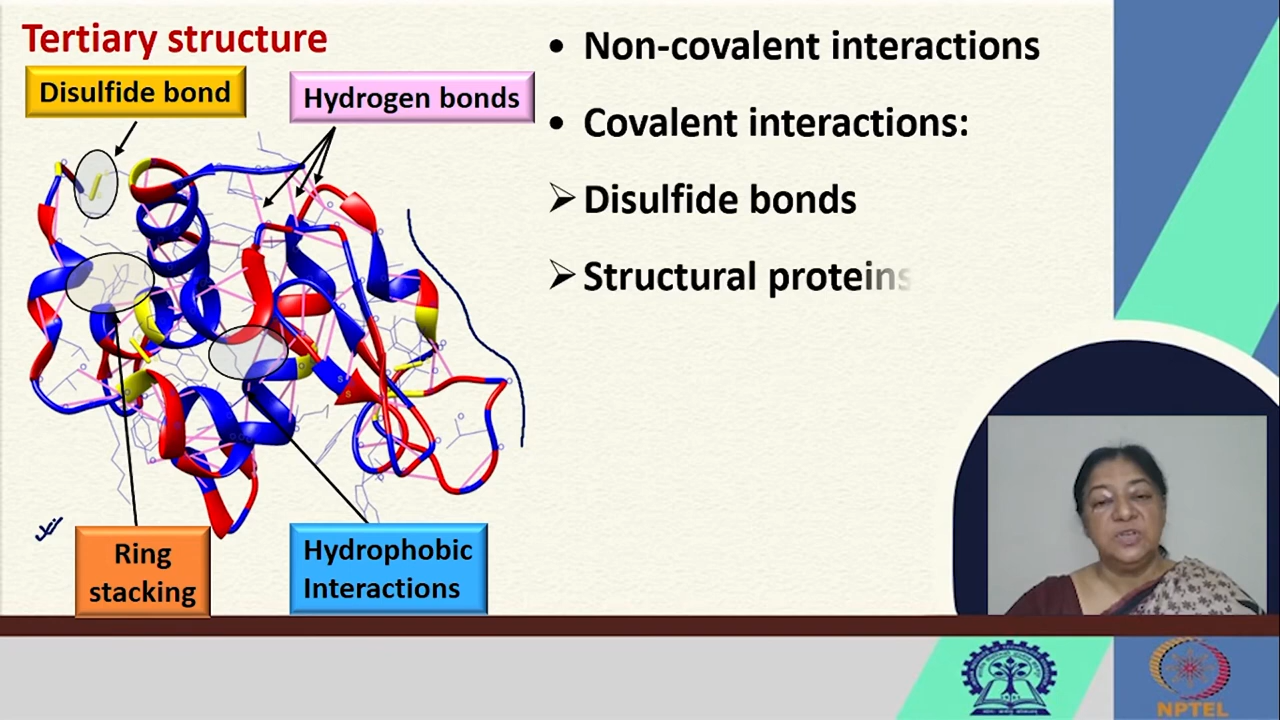 Tertiary structure
Disulfide bond
Hydrogen bonds
• Non-covalent interactions
• Covalent interactions:
➢ Disulfide bonds
➢ Structural proteins
Ring
stacking
Hydrophobic
Interactions
NPTEL